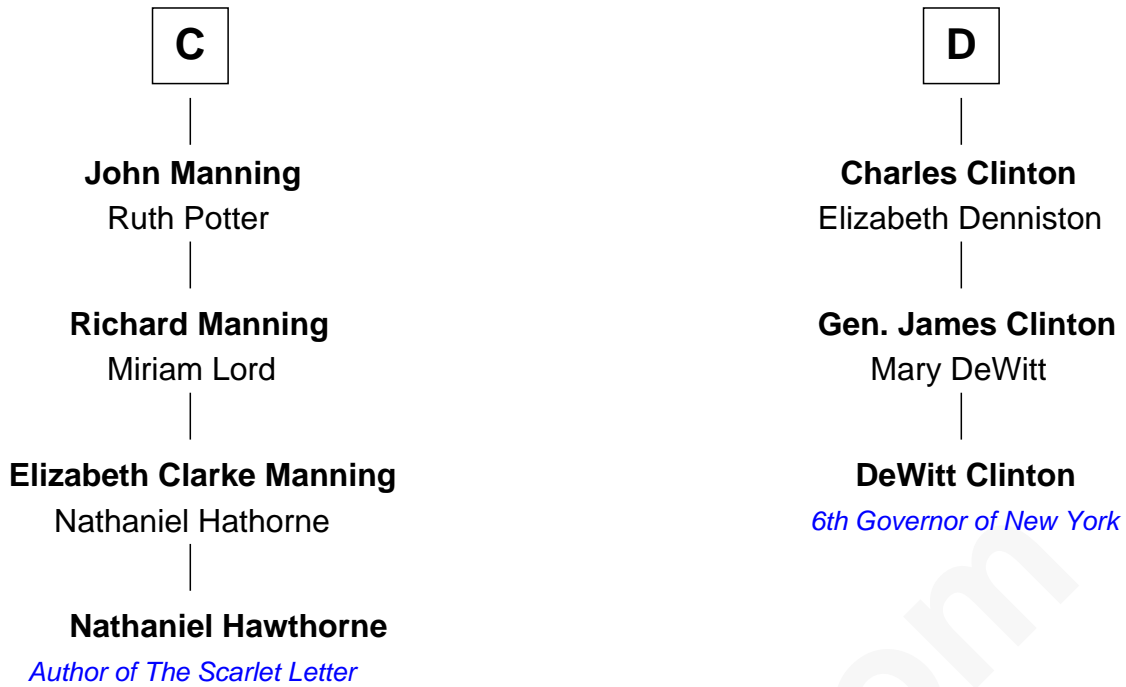 C
John Manning
Ruth Potter
Richard Manning
Miriam Lord
Elizabeth Clarke Manning
Nathaniel Hathorne
Nathaniel Hawthorne
Author of The Scarlet Letter
D
Charles Clinton
Elizabeth Denniston
Gen. James Clinton
Mary DeWitt
DeWitt Clinton
6th Governor of New York
om